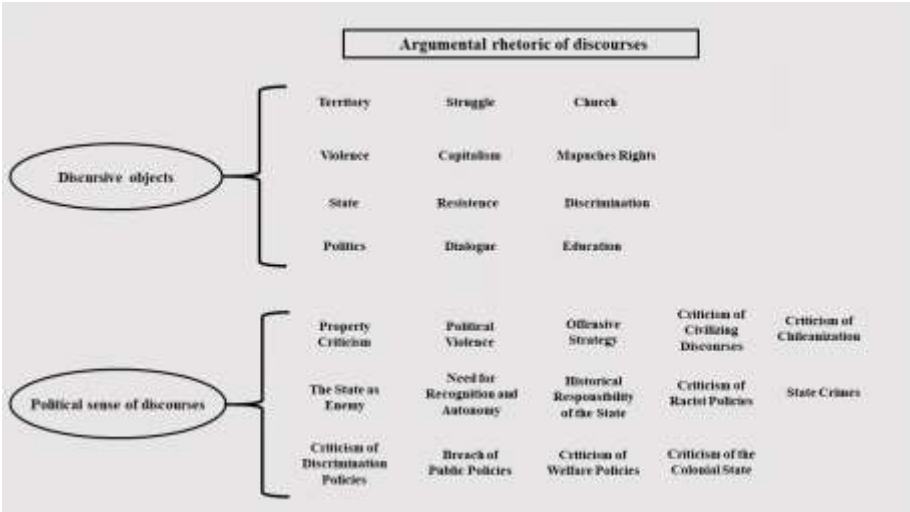 Argumental rhetoric of discourses
Territory Struggle Church
Violence Capitalism Mapuches Rights
Discursive objects
State Resistence Discrimination
Politics Dialogue Education
Property
Criticism
Political
Violence
Offensive
Strategy
Criticism of
Civilizing
Discourses
Criticism of
Chileanization
Political sense of discourses
The State as
Enemy
Need for
Recognition and
Autonomy
Historical
Responsibility
of the State
Criticism of
Racist Policies
State Crimes
Criticism of
Discrimination
Policies
Breach of
Public Policies
Criticism of
Welfare Policies
Criticism of the
Colonial State